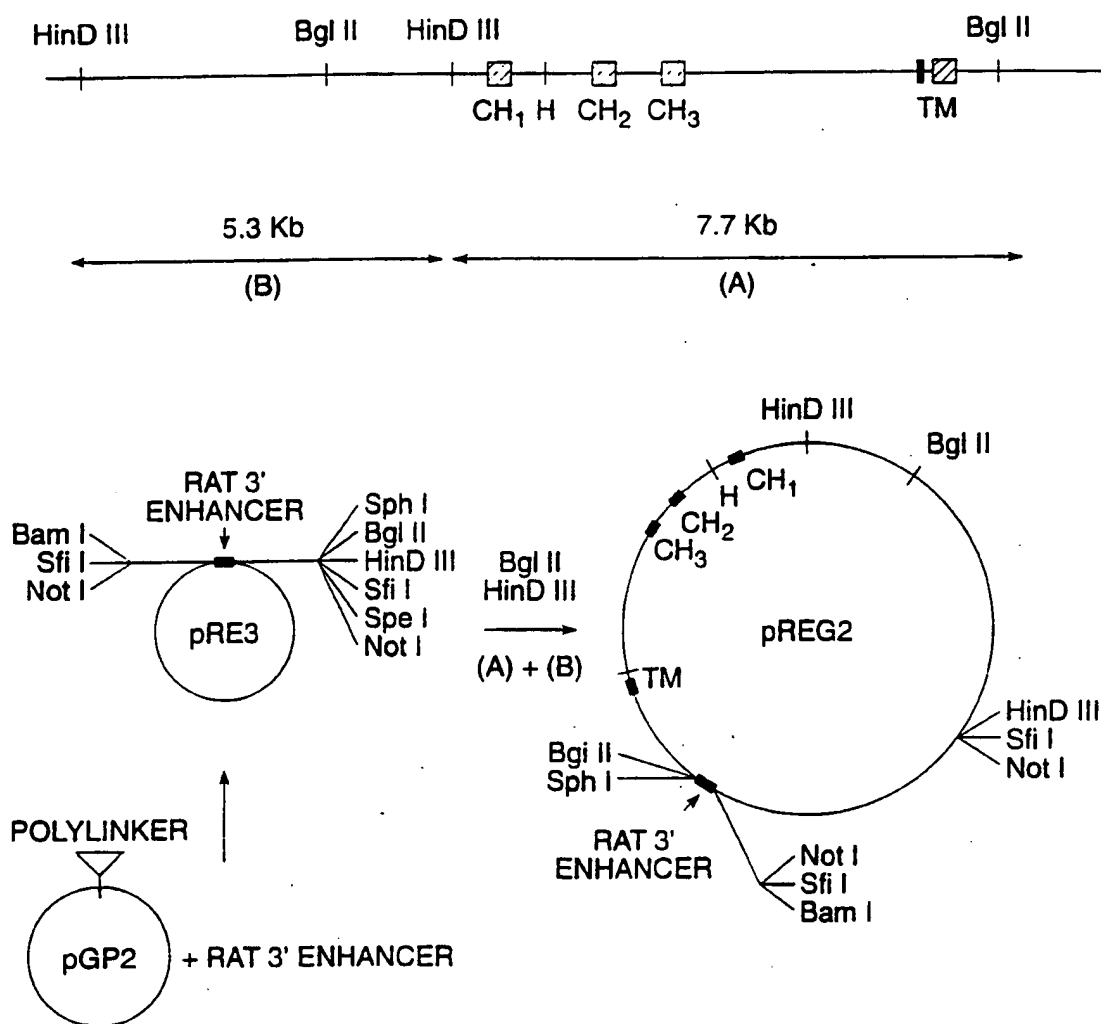 HinD III
Bgl II
HinD III
Bgl II
CH1
H
CH2
CH3
TM
5.3 Kb
7.7 Kb
(B)
(A)
RAT 3'
ENHANCER
Bam I
Sfi I
Not I
Sph I
Bgl II
HinD III
Sfi I
Spe I
Not I
pRE3
Bgl II
HinD III
(A) + (B)
HinD III
Bgl II
CH1
H
CH2
CH3
pREG2
TM
Bgi II
Sph I
HinD III
Sfi I
Not I
RAT 3'
ENHANCER
Not I
Sfi I
Bam I
POLYLINKER
pGP2
+ RAT 3' ENHANCER